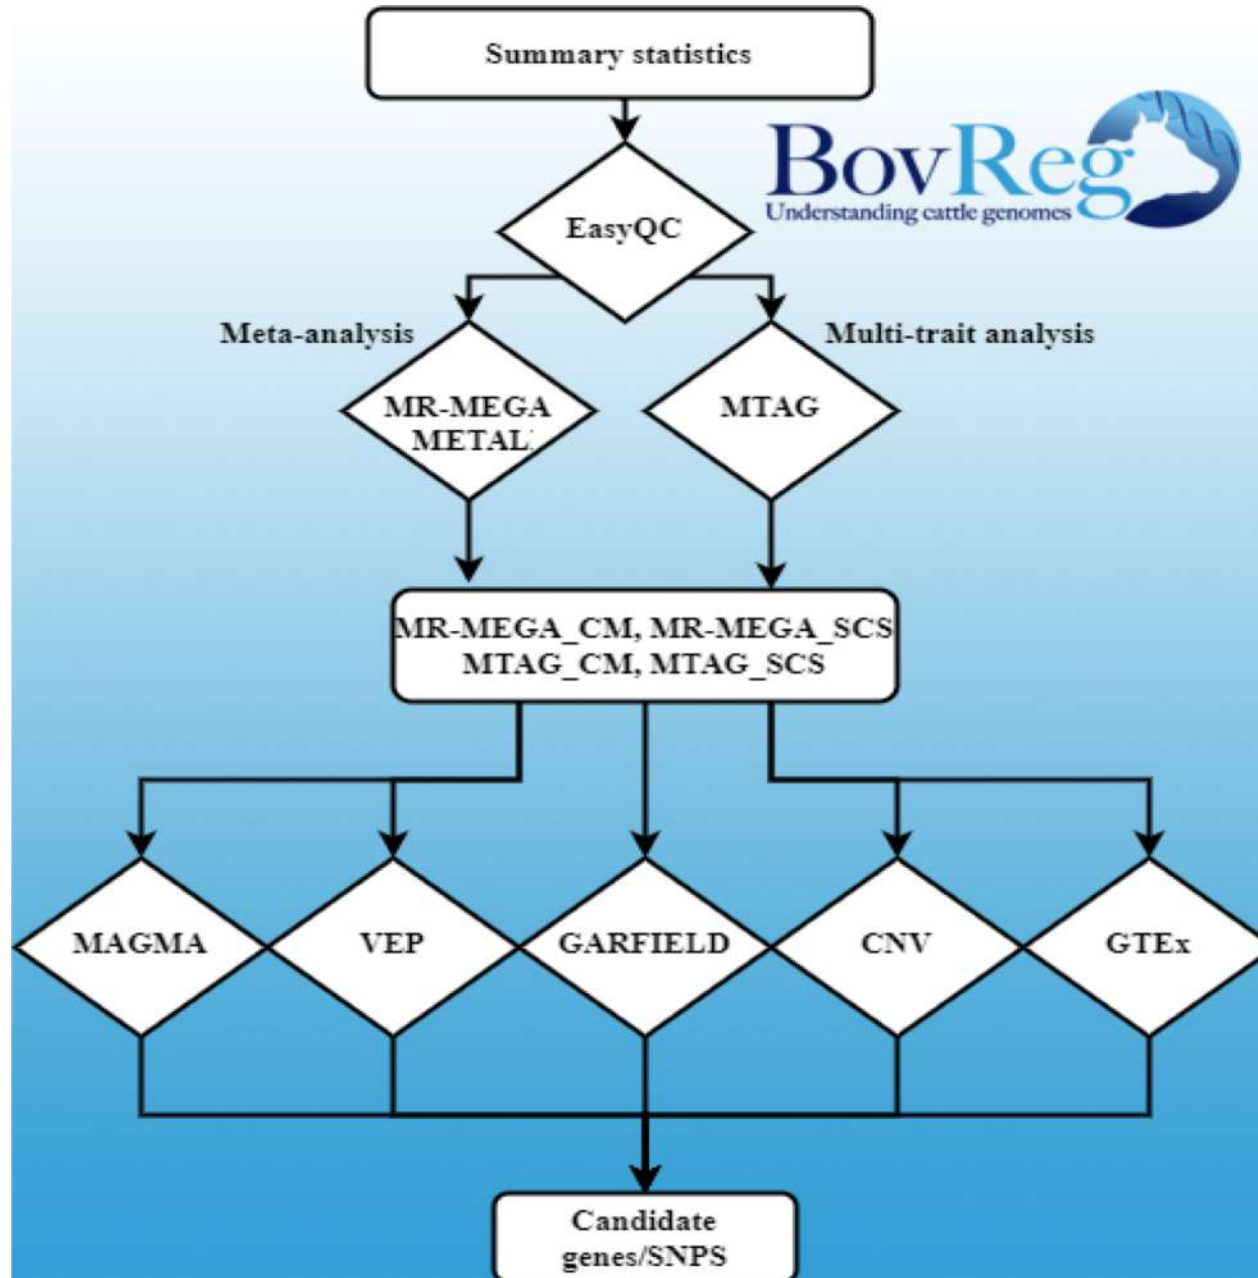 Summary statistics
BovReg
Understanding cattle genomes
EasyQC
Meta-analysis
Multi-trait analysis
MR-MEGA
METAL
MTAG
MR-MEGA_CM, MR-MEGA_SCS
MTAG_CM, MTAG_SCS
MAGMA
VEP
GARFIELD
CNV
GTEx
Candidate
genes/SNPS